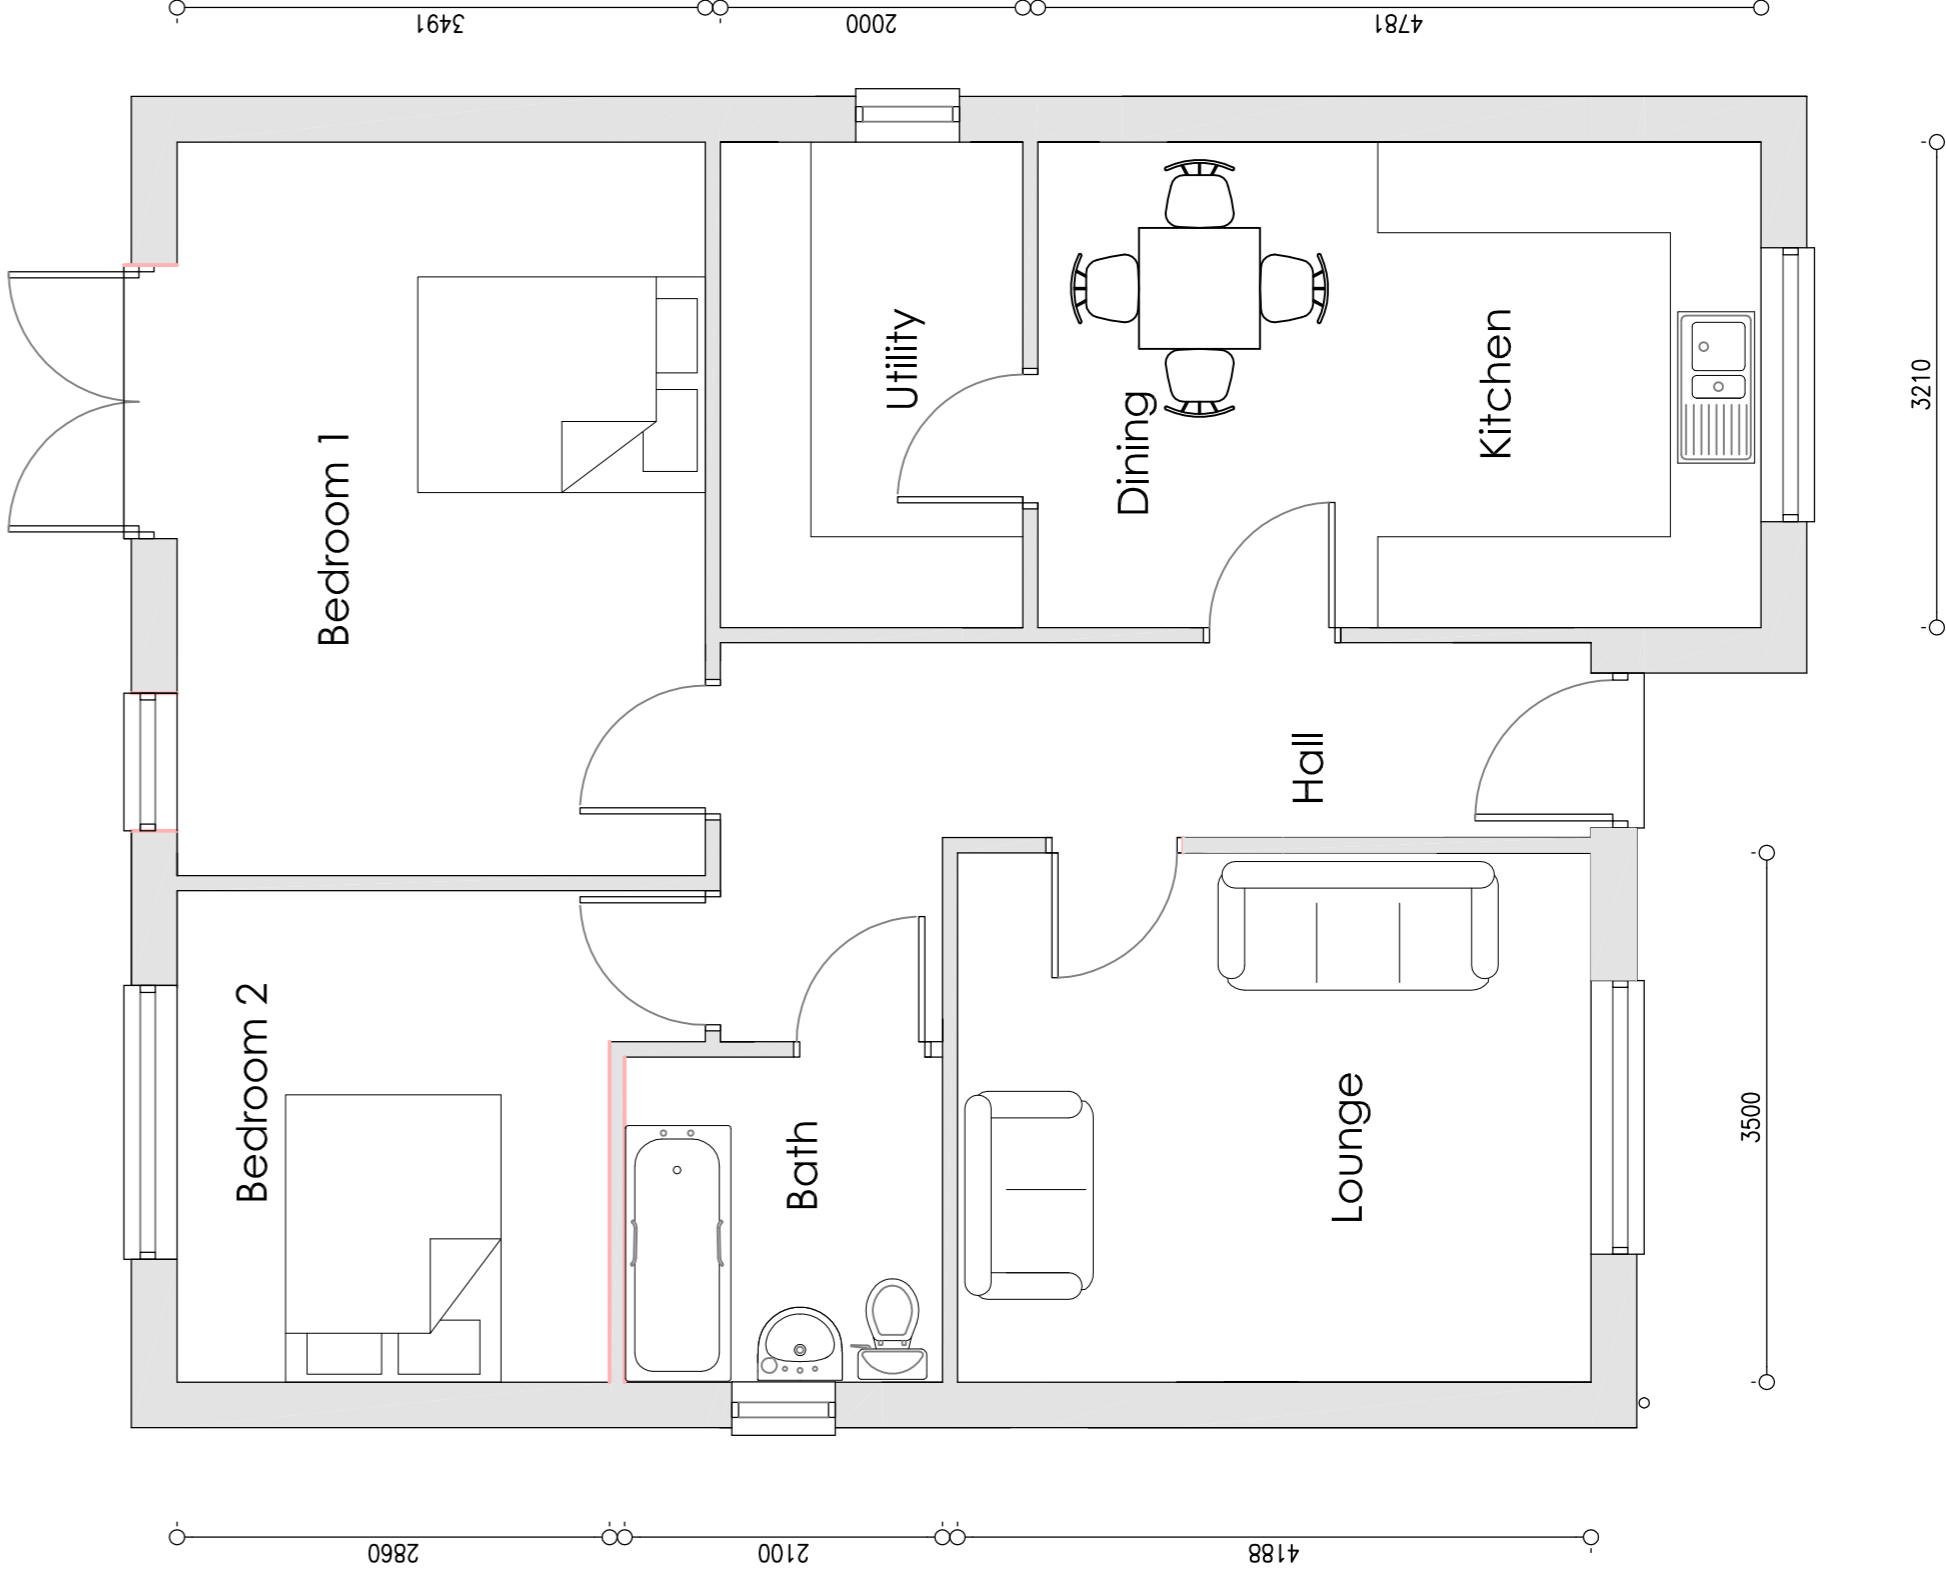 3491
2000
4781
3210
Bedroom 1
Utility
Dining
Kitchen
Hall
Bedroom 2
Bath
Lounge
3500
2860
2100
4188